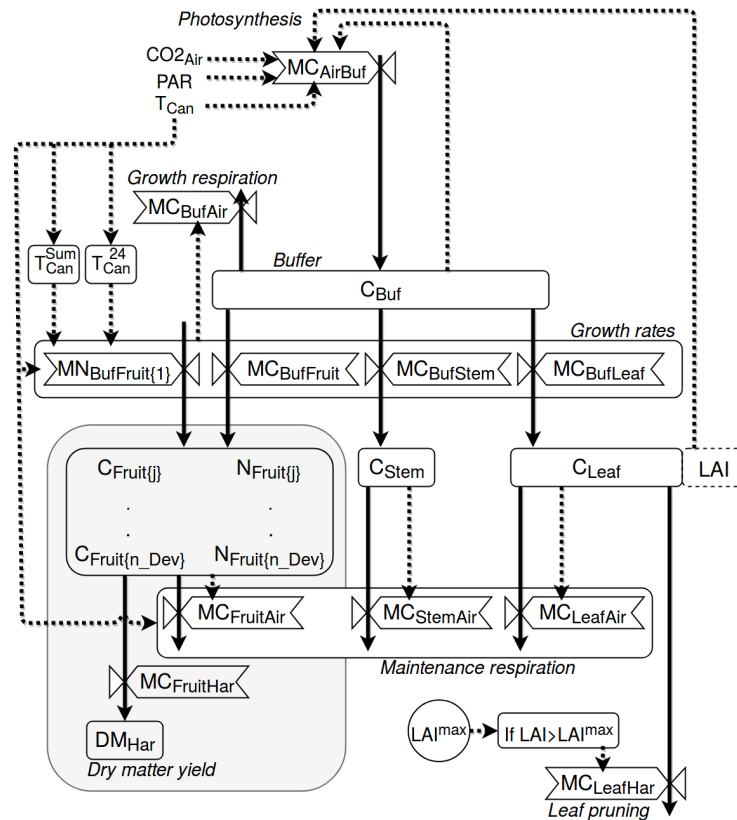 Photosynthesis
CO2Air
MCAirBuf
PAR
TCan
Growth respiration
MCBufAir
TCanSum
TCan24
Buffer
CBuf
Growth rates
MNBufFruit{1}
MCBufFruit
MCBufStem
MCBufLeaf
CFruit{j}
NFruit{j}
CStem
CLeaf
LAI
.
.
.
.
CFruit{n_Dev}
NFruit{n_Dev}
MCFruitAir
MCStemAir
MCLeafAir
Maintenance respiration
MCFruitHar
DMHar
Dry matter yield
LAImax
If LAI>LAImax
MCLeafHar
Leaf pruning